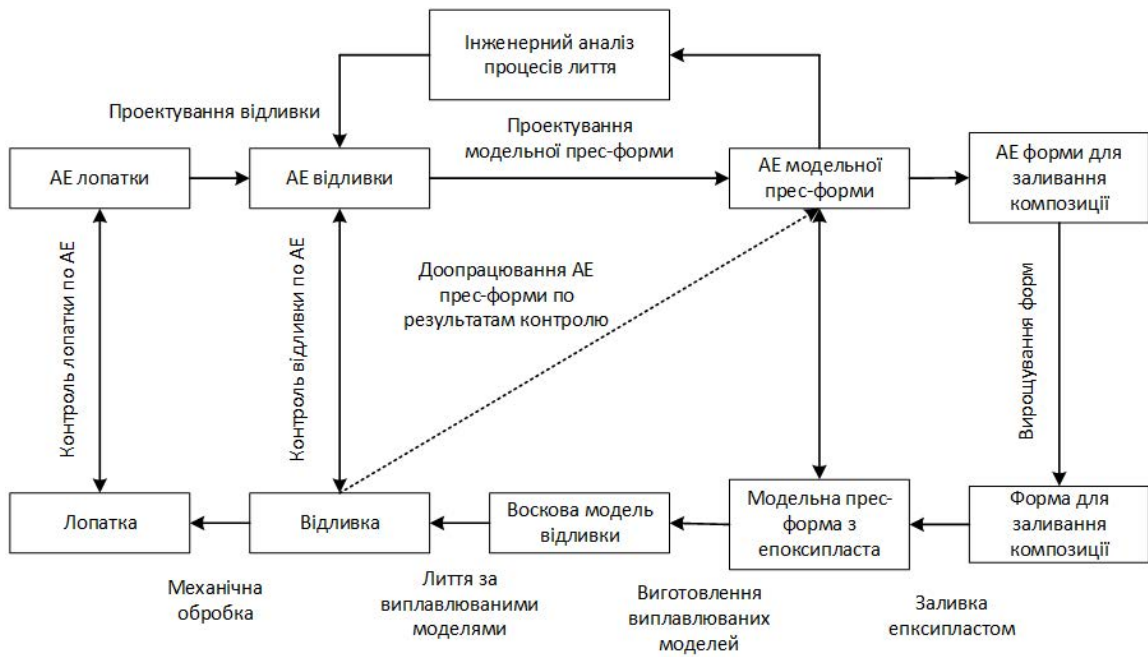 Інженерний аналіз
процесів лиття
Проектування відливки
Проектування
модельної прес-форми
АЕ лопатки
АЕ відливки
АЕ модельної
прес-форми
АЕ форми для
заливання
композиції
Контроль лопатки по АЕ
Контроль відливки по АЕ
Доопрацювання АЕ
прес-форми по
результатам контролю
Вирощування форм
Лопатка
Відливка
Воскова модель
відливки
Модельна прес-
форма з
епоксипласта
Форма для
заливання
композиції
Механічна
обробка
Лиття за
виплавлюваними
моделями
Виготовлення
виплавлюваних
моделей
Заливка
епксипластом